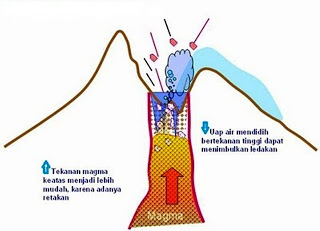 Uap air mendidih
bertekanan tinggi dapat
menimbulkan ledakan
Tekanan magma
keatas menjadi lebih
mudah, karena adanya
retakan
Magma